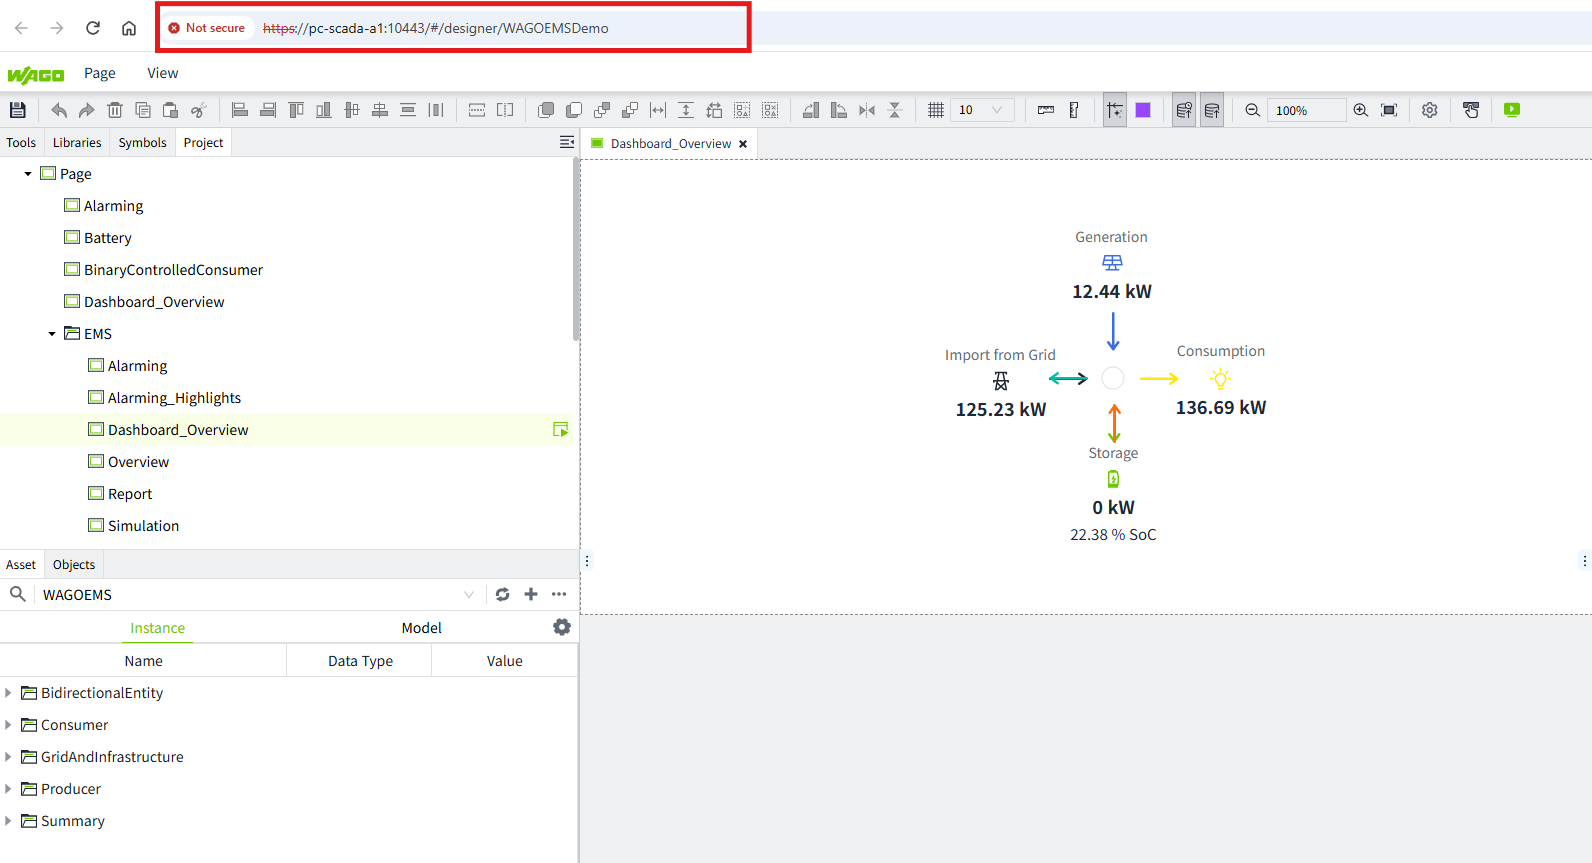 Not secure https://pc-scada-a1:10443/#/designer/WAGOEMSDemo
WAGO Page View
10 100%
Tools Libraries Symbols Project
Dashboard_Overview
Page
Alarming
Battery
BinaryControlledConsumer
Dashboard_Overview
EMS
Alarming
Alarming_Highlights
Dashboard_Overview
Overview
Report
Simulation
Asset Objects
WAGOEMS
Instance Model
Name Data Type Value
BidirectionalEntity
Consumer
GridAndInfrastructure
Producer
Summary
Generation
12.44 kW
Import from Grid
125.23 kW
Consumption
136.69 kW
Storage
0 kW
22.38 % SoC